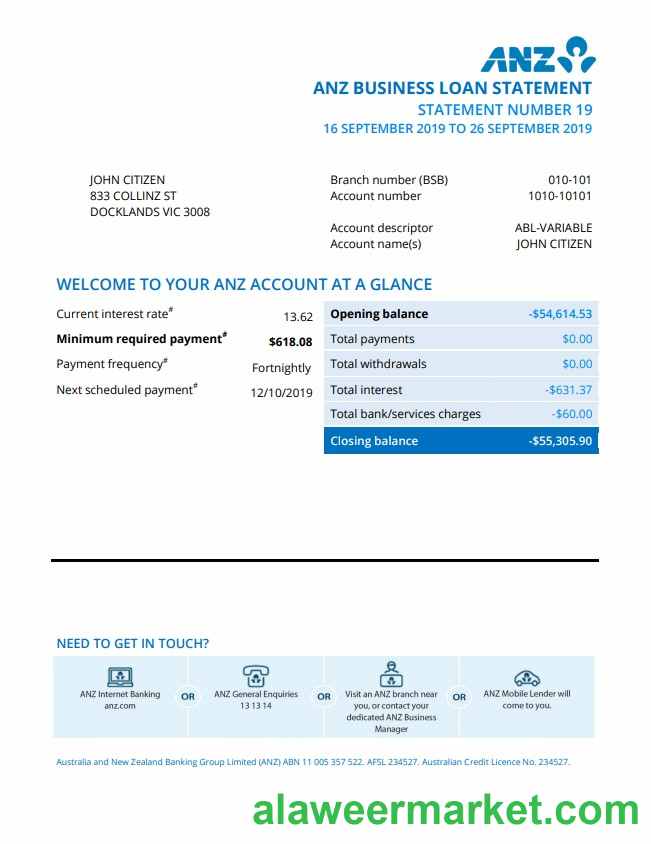 ANZ
ANZ BUSINESS LOAN STATEMENT
STATEMENT NUMBER 19
16 SEPTEMBER 2019 TO 26 SEPTEMBER 2019
JOHN CITIZEN
833 COLLINZ ST
DOCKLANDS VIC 3008
Branch number (BSB) 010-101
Account number 1010-10101
Account descriptor ABL-VARIABLE
Account name(s) JOHN CITIZEN
WELCOME TO YOUR ANZ ACCOUNT AT A GLANCE
Current interest rate# 13.62
Minimum required payment# $618.08
Payment frequency# Fortnightly
Next scheduled payment# 12/10/2019
Opening balance -$54,614.53
Total payments $0.00
Total withdrawals $0.00
Total interest -$631.37
Total bank/services charges -$60.00
Closing balance -$55,305.90
NEED TO GET IN TOUCH?
ANZ Internet Banking
anz.com
OR
ANZ General Enquiries
13 13 14
OR
Visit an ANZ branch near
you, or contact your
dedicated ANZ Business
Manager
OR
ANZ Mobile Lender will
come to you.
Australia and New Zealand Banking Group Limited (ANZ) ABN 11 005 357 522. AFSL 234527. Australian Credit Licence No. 234527.
alaweermarket.com